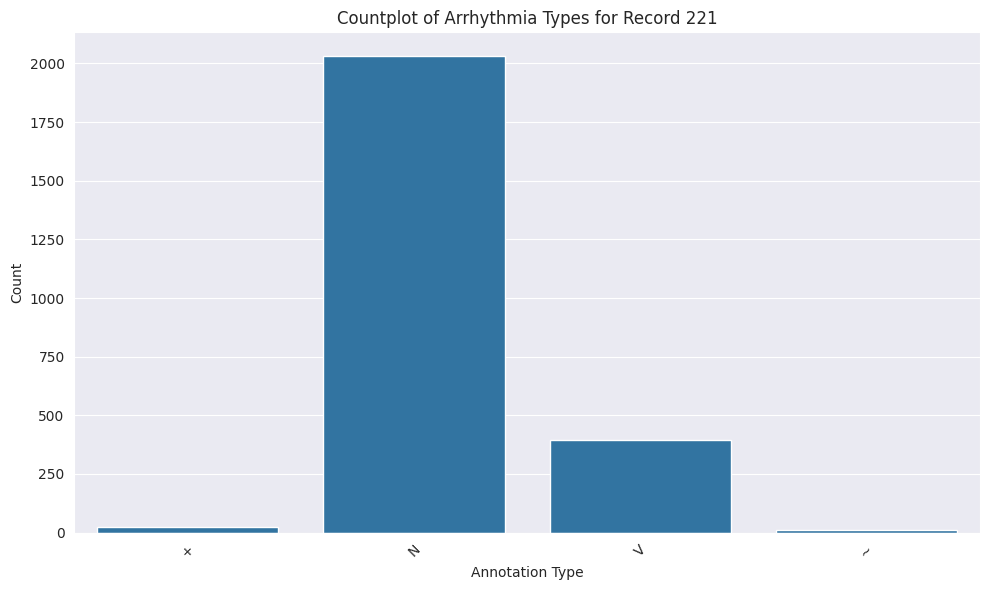 Countplot of Arrhythmia Types for Record 221
2000
1750
1500
1250
1000
750
500
250
0
Count
+
N
V
~
Annotation Type